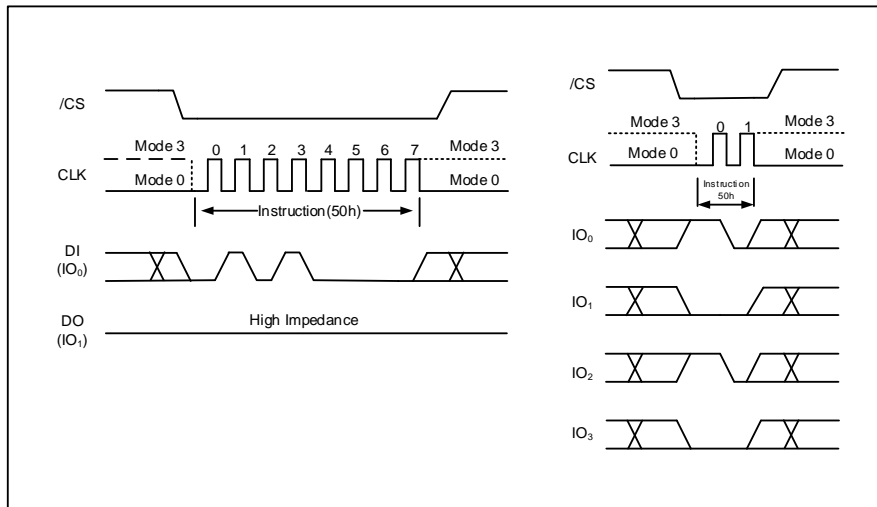 /CS
Mode 3 0 1 2 3 4 5 6 7 Mode 3
CLK
Mode 0 Mode 0
Instruction(50h)
DI
(IO0)
DO
(IO1)
High Impedance
/CS
Mode 3 0 1 Mode 3
CLK
Mode 0 Mode 0
Instruction
50h
IO0
IO1
IO2
IO3